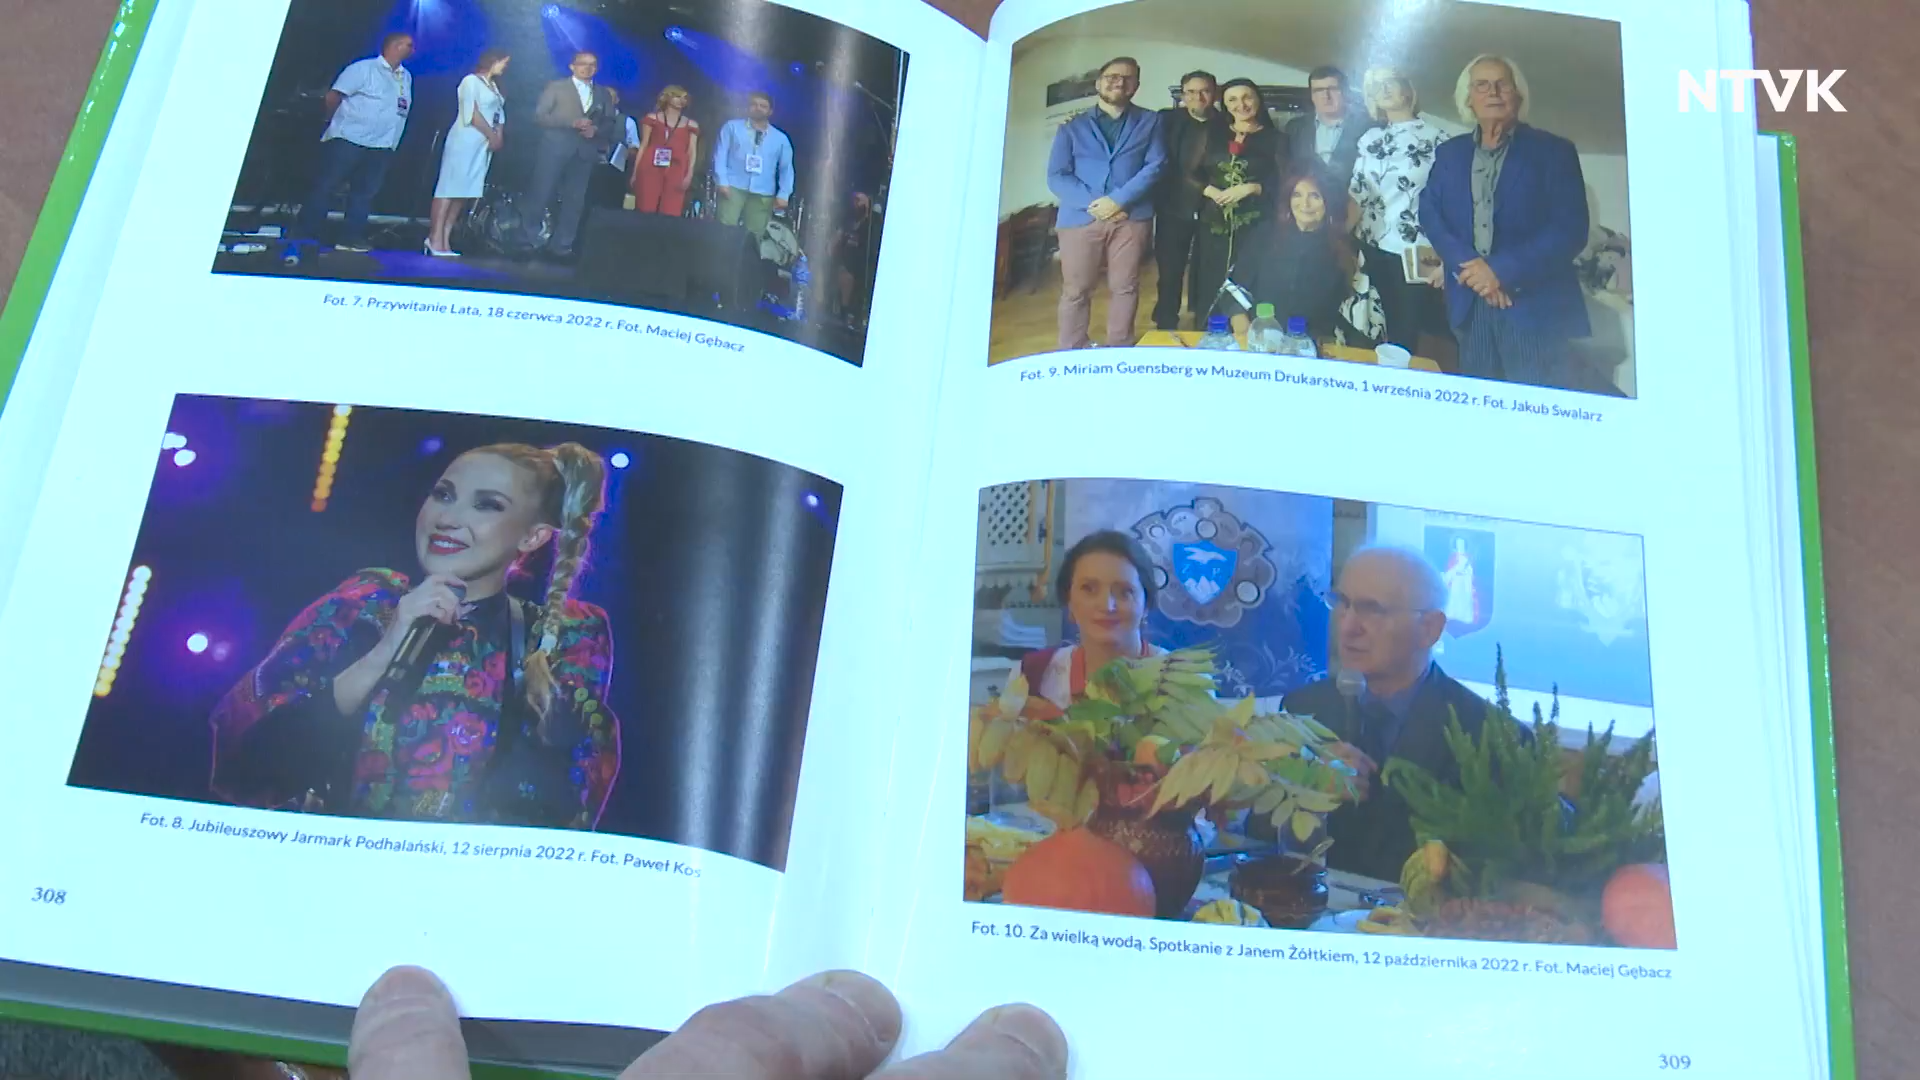 NTVK
Fot. 7. Przywitanie Lata, 18 czerwca 2022 r. Fot. Maciej Gębacz
Fot. 8. Jubileuszowy Jarmark Podhalański, 12 sierpnia 2022 r. Fot. Paweł Kos
308
Fot. 9. Miriam Guensberg w Muzeum Drukarstwa, 1 września 2022 r. Fot. Jakub Swalarz
Fot. 10. Za wielką wodą. Spotkanie z Janem Żółtkiem, 12 października 2022 r. Fot. Maciej Gębacz
309